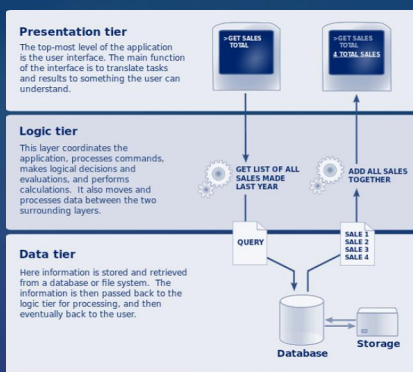 Presentation tier
The top-most level of the application
is the user interface. The main function
of the interface is to translate tasks
and results to something the user can
understand.
>GET SALES
TOTAL
>GET SALES
TOTAL
4 TOTAL SALES
Logic tier
This layer coordinates the
application, processes commands,
makes logical decisions and
evaluations, and performs
calculations. It also moves and
processes data between the two
surrounding layers.
GET LIST OF ALL
SALES MADE
LAST YEAR
ADD ALL SALES
TOGETHER
QUERY
SALE 1
SALE 2
SALE 3
SALE 4
Data tier
Here information is stored and retrieved
from a database or file system. The
information is then passed back to the
logic tier for processing, and then
eventually back to the user.
Database
Storage